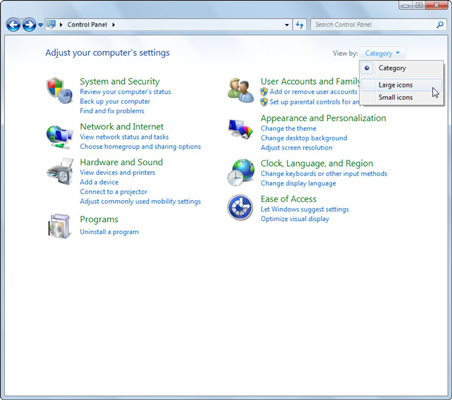 Control Panel
Search Control Panel
Adjust your computer's settings
View by: Category
Category
Large icons
Small icons
System and Security
Review your computer's status
Back up your computer
Find and fix problems
Network and Internet
View network status and tasks
Choose homegroup and sharing options
Hardware and Sound
View devices and printers
Add a device
Connect to a projector
Adjust commonly used mobility settings
Programs
Uninstall a program
User Accounts and Family
Add or remove user accounts
Set up parental controls for an
Appearance and Personalization
Change the theme
Change desktop background
Adjust screen resolution
Clock, Language, and Region
Change keyboards or other input methods
Change display language
Ease of Access
Let Windows suggest settings
Optimize visual display